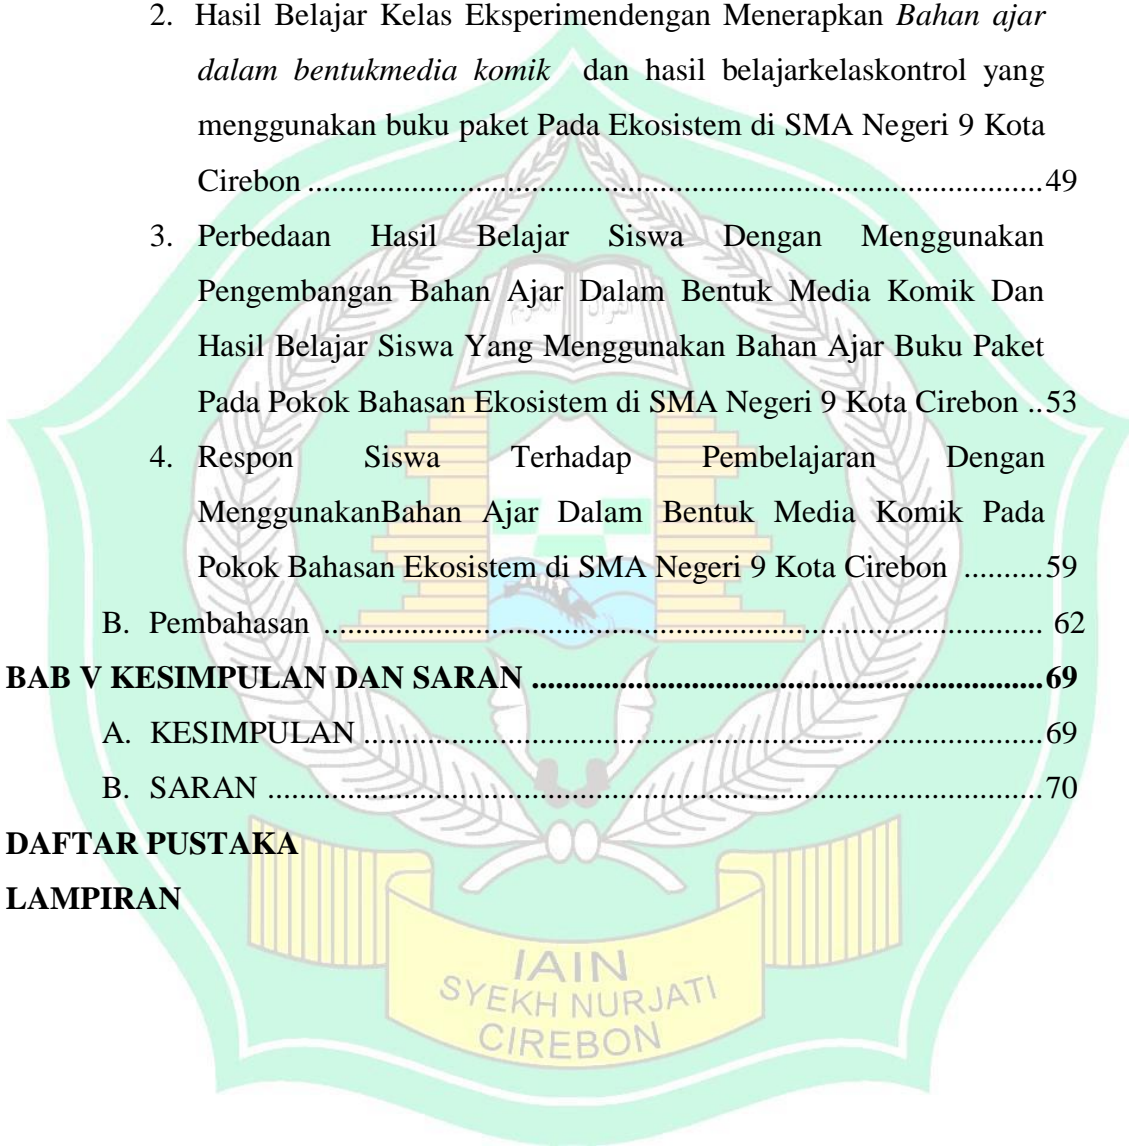 2. Hasil Belajar Kelas Eksperimendengan Menerapkan Bahan ajar
dalam bentukmedia komik dan hasil belajarkelaskontrol yang
menggunakan buku paket Pada Ekosistem di SMA Negeri 9 Kota
Cirebon ............................................................................................49
3. Perbedaan Hasil Belajar Siswa Dengan Menggunakan
Pengembangan Bahan Ajar Dalam Bentuk Media Komik Dan
Hasil Belajar Siswa Yang Menggunakan Bahan Ajar Buku Paket
Pada Pokok Bahasan Ekosistem di SMA Negeri 9 Kota Cirebon ..53
4. Respon Siswa Terhadap Pembelajaran Dengan
MenggunakanBahan Ajar Dalam Bentuk Media Komik Pada
Pokok Bahasan Ekosistem di SMA Negeri 9 Kota Cirebon ..........59
B. Pembahasan .......................................................................................... 62
BAB V KESIMPULAN DAN SARAN .................................................................69
A. KESIMPULAN .....................................................................................69
B. SARAN .................................................................................................70
DAFTAR PUSTAKA
LAMPIRAN
IAIN
SYEKH NURJATI
CIREBON